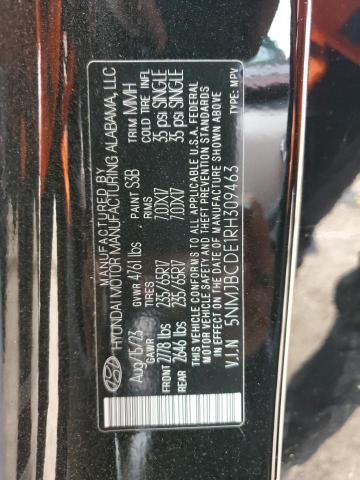 MANUFACTURED BY
HYUNDAI MOTOR MANUFACTURING ALABAMA, LLC
Aug/15/23 GVWR 4761 lbs PAINT S3B TRIM MMH
GAWR TIRES RIMS COLD TIRE INFL
FRONT 2778 lbs 235/65R17 7.0JX17 35 psi SINGLE
REAR 2646 lbs 235/65R17 7.0JX17 35 psi SINGLE
THIS VEHICLE CONFORMS TO ALL APPLICABLE U.S.A. FEDERAL
MOTOR VEHICLE SAFETY AND THEFT PREVENTION STANDARDS
IN EFFECT ON THE DATE OF MANUFACTURE SHOWN ABOVE.
V.I.N 5NMJBCDE1RH309463 TYPE: MPV